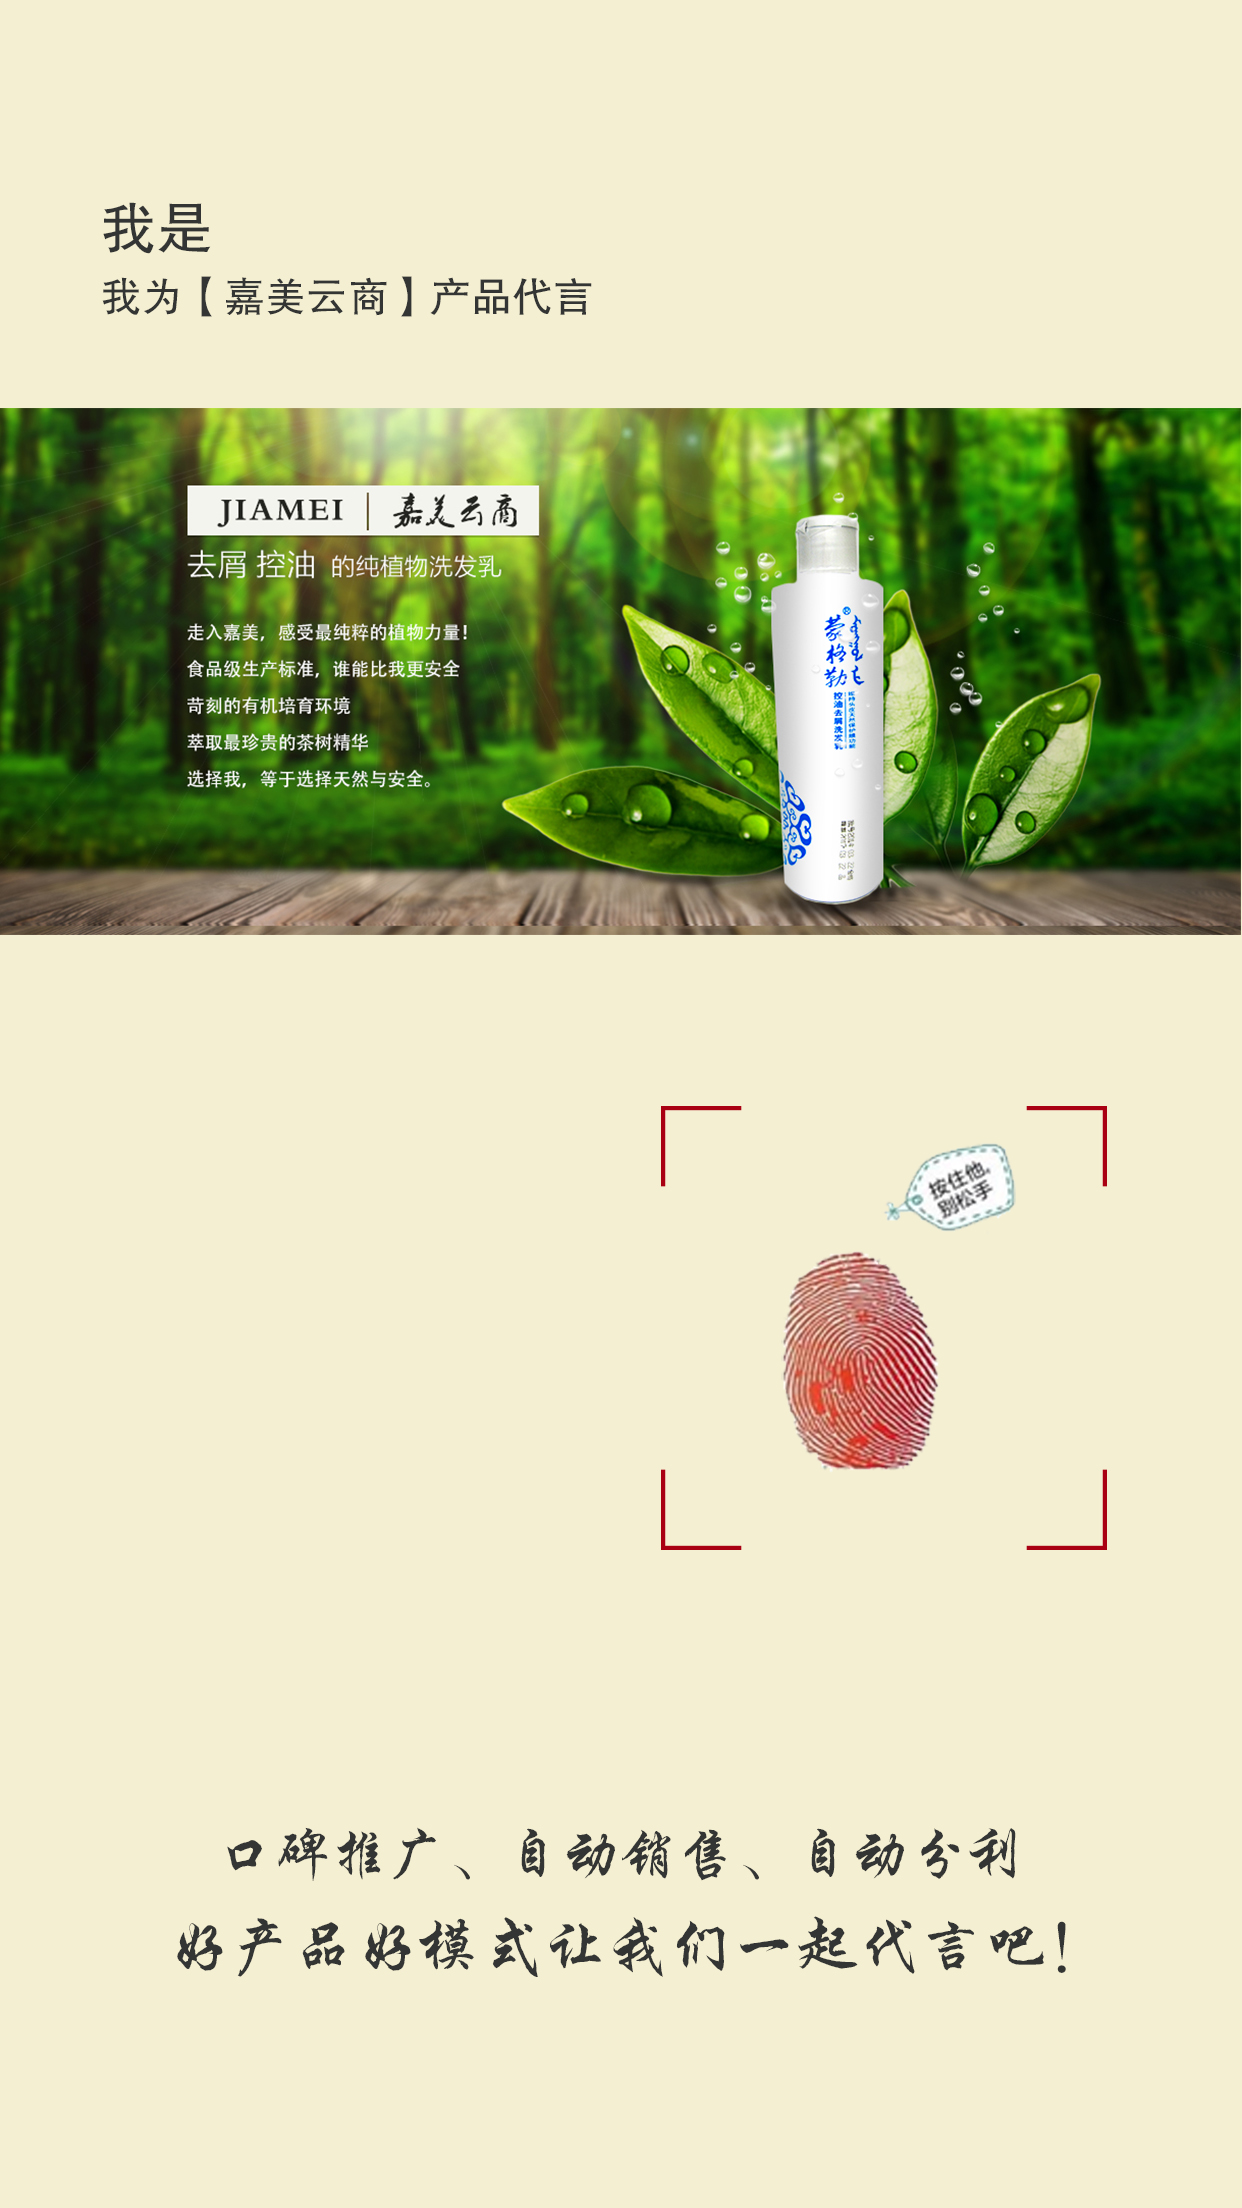 我是
我为【嘉美云商】产品代言
JIAMEI | 嘉美云商
去屑 控油 的纯植物洗发乳
走入嘉美，感受最纯粹的植物力量！
食品级生产标准，谁能比我更安全
苛刻的有机培育环境
萃取最珍贵的茶树精华
选择我，等于选择天然与安全。
蒙格勒®
控油去屑洗发乳
按住他，
别松手
口碑推广、自动销售、自动分利
好产品好模式让我们一起代言吧！